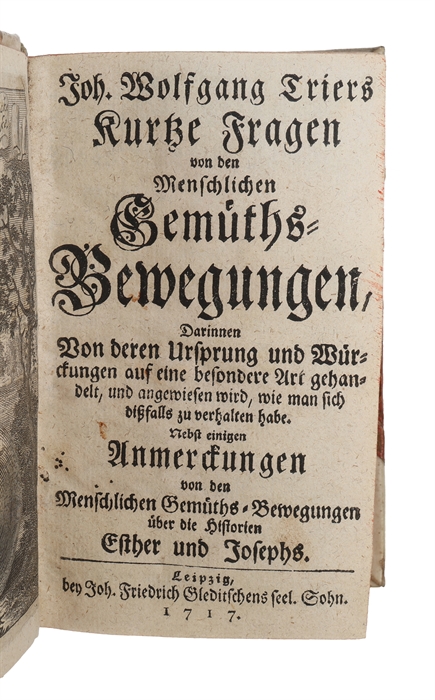 Joh. Wolfgang Triers
Kurtze Fragen
von den
Menschlichen
Gemüths-
Bewegungen,
Darinnen
Von deren Ursprung und Wür-
ckungen auf eine besondere Art gehan-
delt, und angewiesen wird, wie man sich
dißfalls zu verhalten habe.
Nebst einigen
Anmerckungen
von den
Menschlichen Gemüths-Bewegungen
über die Historien
Esther und Josephs.
Leipzig,
bey Joh. Friedrich Gleditschens seel. Sohn.
1717.